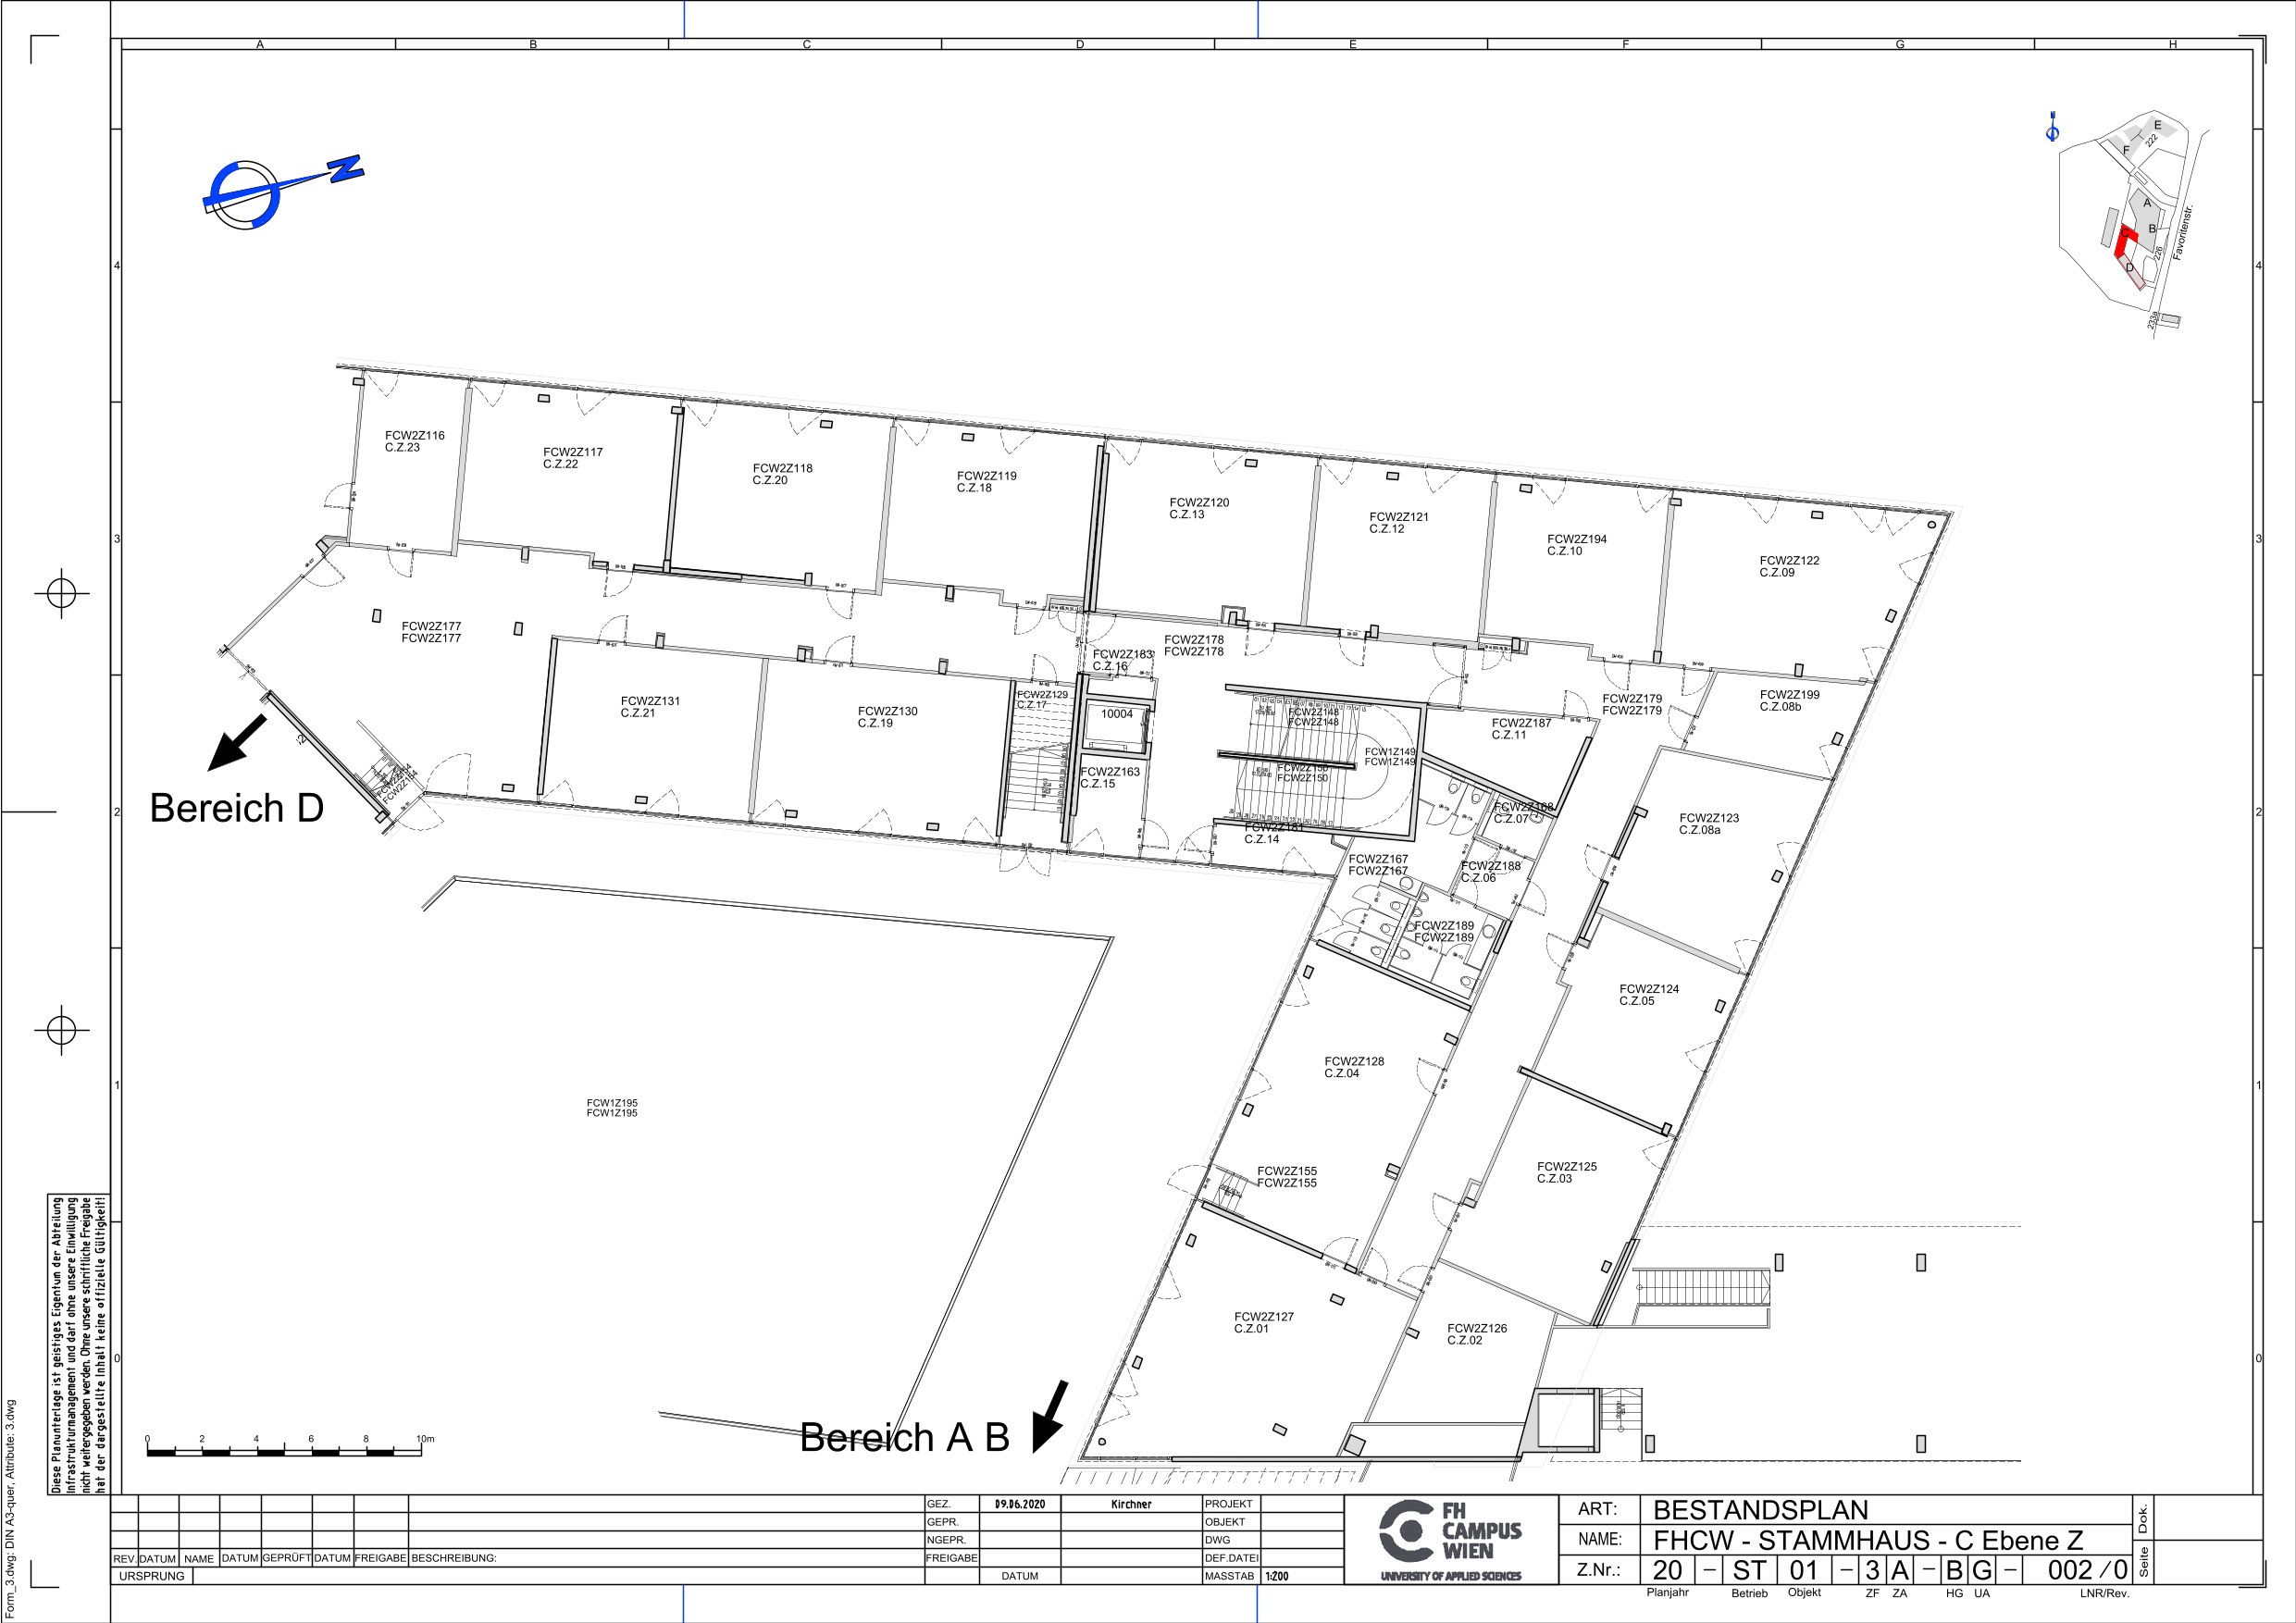 A B C D E F G H
E
F
222
A
B
C
226
D
Favoritenstr.
233a
N
4 4
FCW2Z116
C.Z.23
FCW2Z117
C.Z.22
FCW2Z118
C.Z.20
FCW2Z119
C.Z.18
FCW2Z120
C.Z.13
FCW2Z121
C.Z.12
FCW2Z194
C.Z.10
FCW2Z122
C.Z.09
3 3
FCW2Z177
FCW2Z177
FCW2Z178
FCW2Z178
FCW2Z183
C.Z.16
FCW2Z131
C.Z.21
FCW2Z130
C.Z.19
FCW2Z129
C.Z.17
10004
FCW2Z148
FCW2Z148
FCW2Z187
C.Z.11
FCW2Z179
FCW2Z179
FCW2Z199
C.Z.08b
FCW1Z149
FCW1Z149
FCW2Z150
FCW2Z150
FCW2Z163
C.Z.15
Bereich D
2 2
FCW2Z168
C.Z.07
FCW2Z123
C.Z.08a
FCW2Z181
C.Z.14
FCW2Z167
FCW2Z167
FCW2Z188
C.Z.06
FCW2Z189
FCW2Z189
FCW2Z124
C.Z.05
FCW2Z128
C.Z.04
1 1
FCW1Z195
FCW1Z195
FCW2Z155
FCW2Z155
FCW2Z125
C.Z.03
FCW2Z127
C.Z.01
FCW2Z126
C.Z.02
0 0
Bereich A B
0 2 4 6 8 10m
Diese Planunterlage ist geistiges Eigentum der Abteilung
Infrastrukturmanagement und darf ohne unsere Einwilligung
nicht weitergegeben werden. Ohne unsere schriftliche Freigabe
hat der dargestellte Inhalt keine offizielle Gültigkeit!
Form_3.dwg: DIN A3-quer, Attribute: 3.dwg
REV. DATUM NAME DATUM GEPRÜFT DATUM FREIGABE BESCHREIBUNG:
URSPRUNG
GEZ. 09.06.2020 Kirchner
GEPR.
NGEPR.
FREIGABE
DATUM
PROJEKT
OBJEKT
DWG
DEF.DATEI
MASSTAB 1:200
FH
CAMPUS
WIEN
UNIVERSITY OF APPLIED SCIENCES
ART: BESTANDSPLAN
NAME: FHCW - STAMMHAUS - C Ebene Z
Z.Nr.: 20 – ST 01 – 3 A – B G – 002 / 0
Planjahr Betrieb Objekt ZF ZA HG UA LNR/Rev.
Dok.
Seite